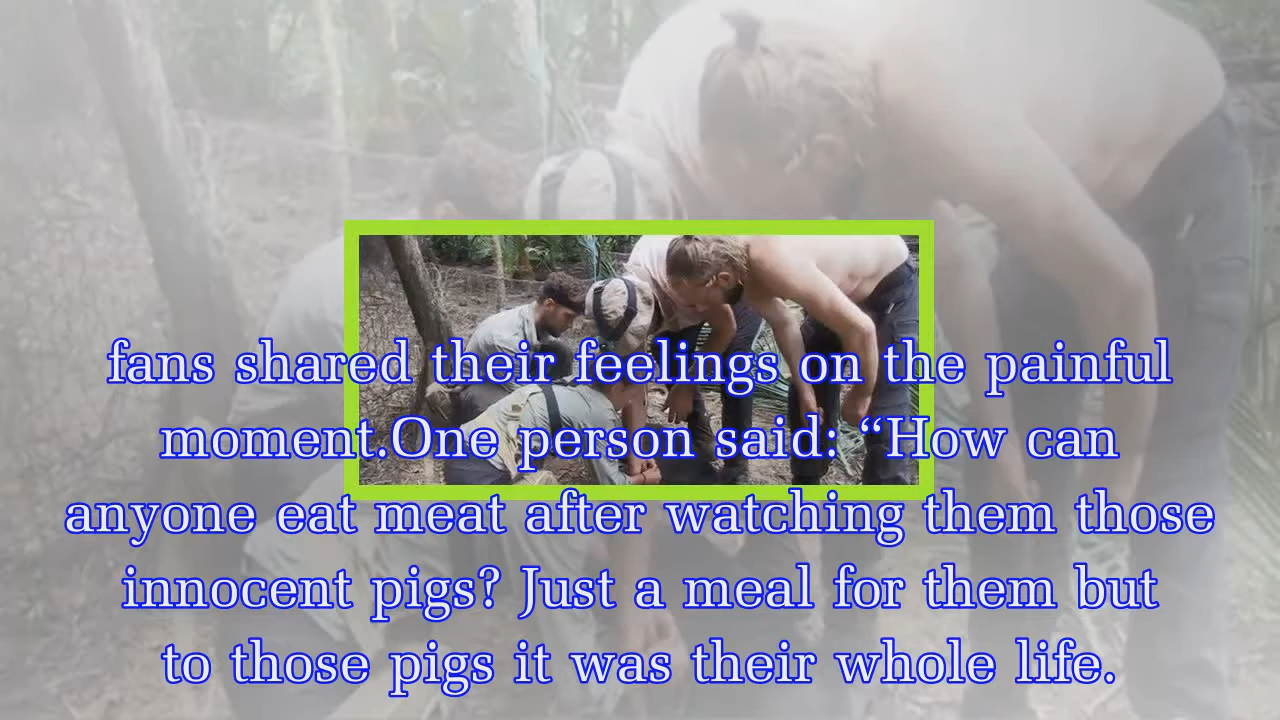 fans shared their feelings on the painful
moment.One person said: “How can
anyone eat meat after watching them those
innocent pigs? Just a meal for them but
to those pigs it was their whole life.